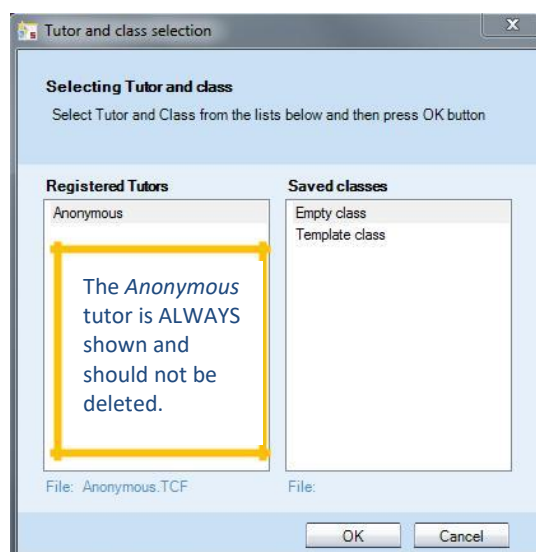 Tutor and class selection
Selecting Tutor and class
Select Tutor and Class from the lists below and then press OK button
Registered Tutors
Anonymous
The Anonymous
tutor is ALWAYS
shown and
should not be
deleted.
File: Anonymous.TCF
Saved classes
Empty class
Template class
File:
OK
Cancel